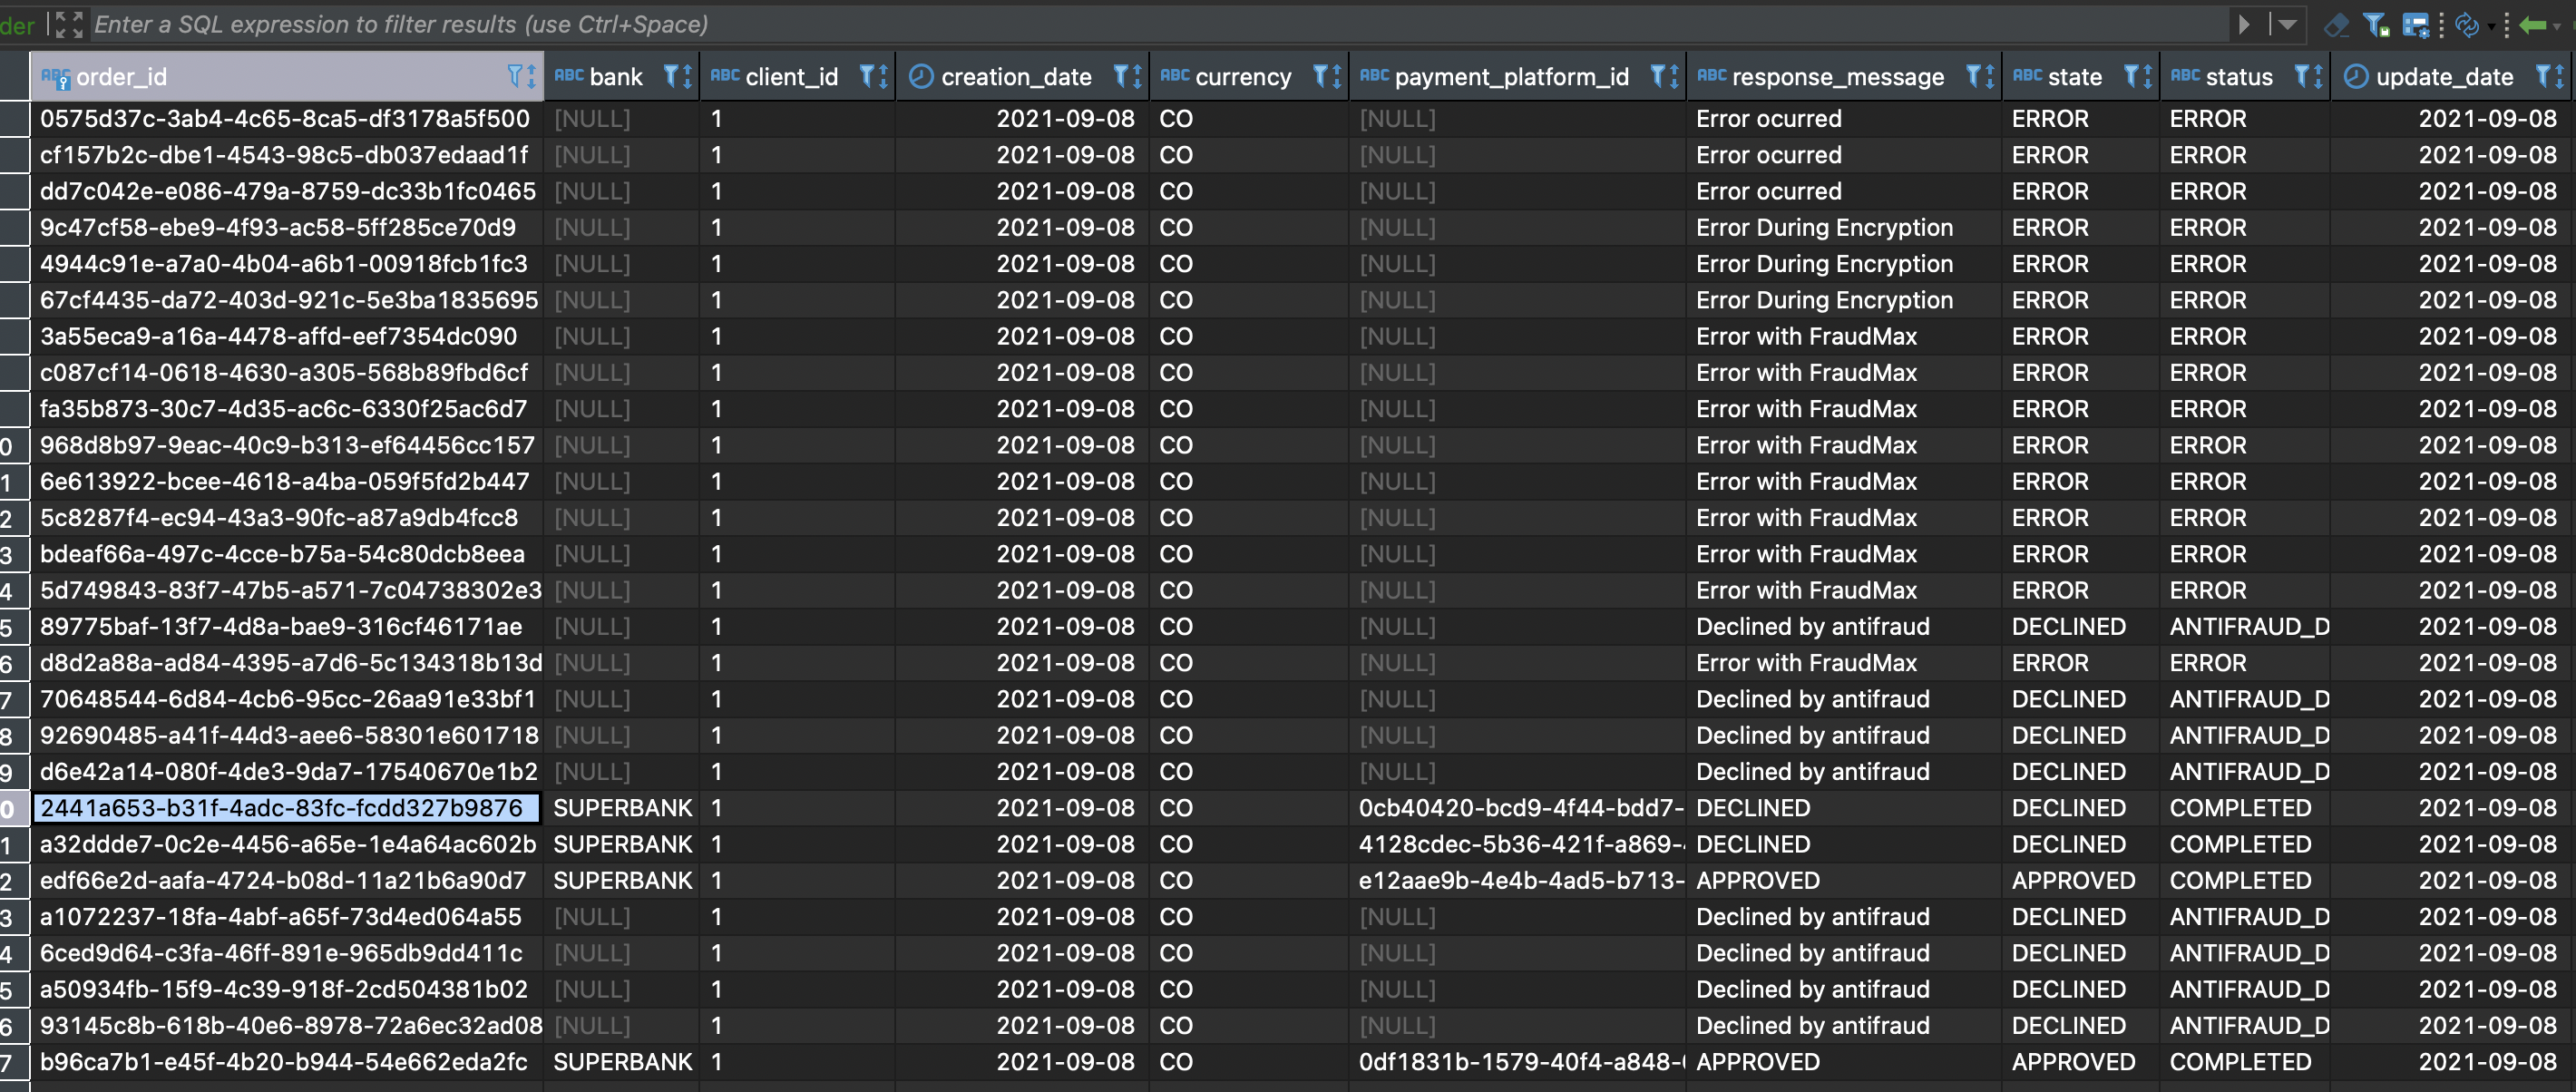 der Enter a SQL expression to filter results (use Ctrl+Space)
ABC order_id ABC bank ABC client_id creation_date ABC currency ABC payment_platform_id ABC response_message ABC state ABC status update_date
0575d37c-3ab4-4c65-8ca5-df3178a5f500 [NULL] 1 2021-09-08 CO [NULL] Error ocurred ERROR ERROR 2021-09-08
cf157b2c-dbe1-4543-98c5-db037edaad1f [NULL] 1 2021-09-08 CO [NULL] Error ocurred ERROR ERROR 2021-09-08
dd7c042e-e086-479a-8759-dc33b1fc0465 [NULL] 1 2021-09-08 CO [NULL] Error ocurred ERROR ERROR 2021-09-08
9c47cf58-ebe9-4f93-ac58-5ff285ce70d9 [NULL] 1 2021-09-08 CO [NULL] Error During Encryption ERROR ERROR 2021-09-08
4944c91e-a7a0-4b04-a6b1-00918fcb1fc3 [NULL] 1 2021-09-08 CO [NULL] Error During Encryption ERROR ERROR 2021-09-08
67cf4435-da72-403d-921c-5e3ba1835695 [NULL] 1 2021-09-08 CO [NULL] Error During Encryption ERROR ERROR 2021-09-08
3a55eca9-a16a-4478-affd-eef7354dc090 [NULL] 1 2021-09-08 CO [NULL] Error with FraudMax ERROR ERROR 2021-09-08
c087cf14-0618-4630-a305-568b89fbd6cf [NULL] 1 2021-09-08 CO [NULL] Error with FraudMax ERROR ERROR 2021-09-08
fa35b873-30c7-4d35-ac6c-6330f25ac6d7 [NULL] 1 2021-09-08 CO [NULL] Error with FraudMax ERROR ERROR 2021-09-08
0 968d8b97-9eac-40c9-b313-ef64456cc157 [NULL] 1 2021-09-08 CO [NULL] Error with FraudMax ERROR ERROR 2021-09-08
1 6e613922-bcee-4618-a4ba-059f5fd2b447 [NULL] 1 2021-09-08 CO [NULL] Error with FraudMax ERROR ERROR 2021-09-08
2 5c8287f4-ec94-43a3-90fc-a87a9db4fcc8 [NULL] 1 2021-09-08 CO [NULL] Error with FraudMax ERROR ERROR 2021-09-08
3 bdeaf66a-497c-4cce-b75a-54c80dcb8eea [NULL] 1 2021-09-08 CO [NULL] Error with FraudMax ERROR ERROR 2021-09-08
4 5d749843-83f7-47b5-a571-7c04738302e3 [NULL] 1 2021-09-08 CO [NULL] Error with FraudMax ERROR ERROR 2021-09-08
5 89775baf-13f7-4d8a-bae9-316cf46171ae [NULL] 1 2021-09-08 CO [NULL] Declined by antifraud DECLINED ANTIFRAUD_D 2021-09-08
6 d8d2a88a-ad84-4395-a7d6-5c134318b13d [NULL] 1 2021-09-08 CO [NULL] Error with FraudMax ERROR ERROR 2021-09-08
7 70648544-6d84-4cb6-95cc-26aa91e33bf1 [NULL] 1 2021-09-08 CO [NULL] Declined by antifraud DECLINED ANTIFRAUD_D 2021-09-08
8 92690485-a41f-44d3-aee6-58301e601718 [NULL] 1 2021-09-08 CO [NULL] Declined by antifraud DECLINED ANTIFRAUD_D 2021-09-08
9 d6e42a14-080f-4de3-9da7-17540670e1b2 [NULL] 1 2021-09-08 CO [NULL] Declined by antifraud DECLINED ANTIFRAUD_D 2021-09-08
0 2441a653-b31f-4adc-83fc-fcdd327b9876 SUPERBANK 1 2021-09-08 CO 0cb40420-bcd9-4f44-bdd7- DECLINED DECLINED COMPLETED 2021-09-08
1 a32ddde7-0c2e-4456-a65e-1e4a64ac602b SUPERBANK 1 2021-09-08 CO 4128cdec-5b36-421f-a869- DECLINED DECLINED COMPLETED 2021-09-08
2 edf66e2d-aafa-4724-b08d-11a21b6a90d7 SUPERBANK 1 2021-09-08 CO e12aae9b-4e4b-4ad5-b713- APPROVED APPROVED COMPLETED 2021-09-08
3 a1072237-18fa-4abf-a65f-73d4ed064a55 [NULL] 1 2021-09-08 CO [NULL] Declined by antifraud DECLINED ANTIFRAUD_D 2021-09-08
4 6ced9d64-c3fa-46ff-891e-965db9dd411c [NULL] 1 2021-09-08 CO [NULL] Declined by antifraud DECLINED ANTIFRAUD_D 2021-09-08
5 a50934fb-15f9-4c39-918f-2cd504381b02 [NULL] 1 2021-09-08 CO [NULL] Declined by antifraud DECLINED ANTIFRAUD_D 2021-09-08
6 93145c8b-618b-40e6-8978-72a6ec32ad08 [NULL] 1 2021-09-08 CO [NULL] Declined by antifraud DECLINED ANTIFRAUD_D 2021-09-08
7 b96ca7b1-e45f-4b20-b944-54e662eda2fc SUPERBANK 1 2021-09-08 CO 0df1831b-1579-40f4-a848- APPROVED APPROVED COMPLETED 2021-09-08